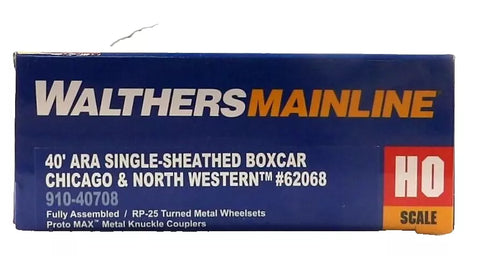 WALTHERSMAINLINE®
40' ARA SINGLE-SHEATHED BOXCAR
CHICAGO & NORTH WESTERN™ #62068
910-40708
Fully Assembled / RP-25 Turned Metal Wheelsets
Proto MAX™ Metal Knuckle Couplers
HO
SCALE